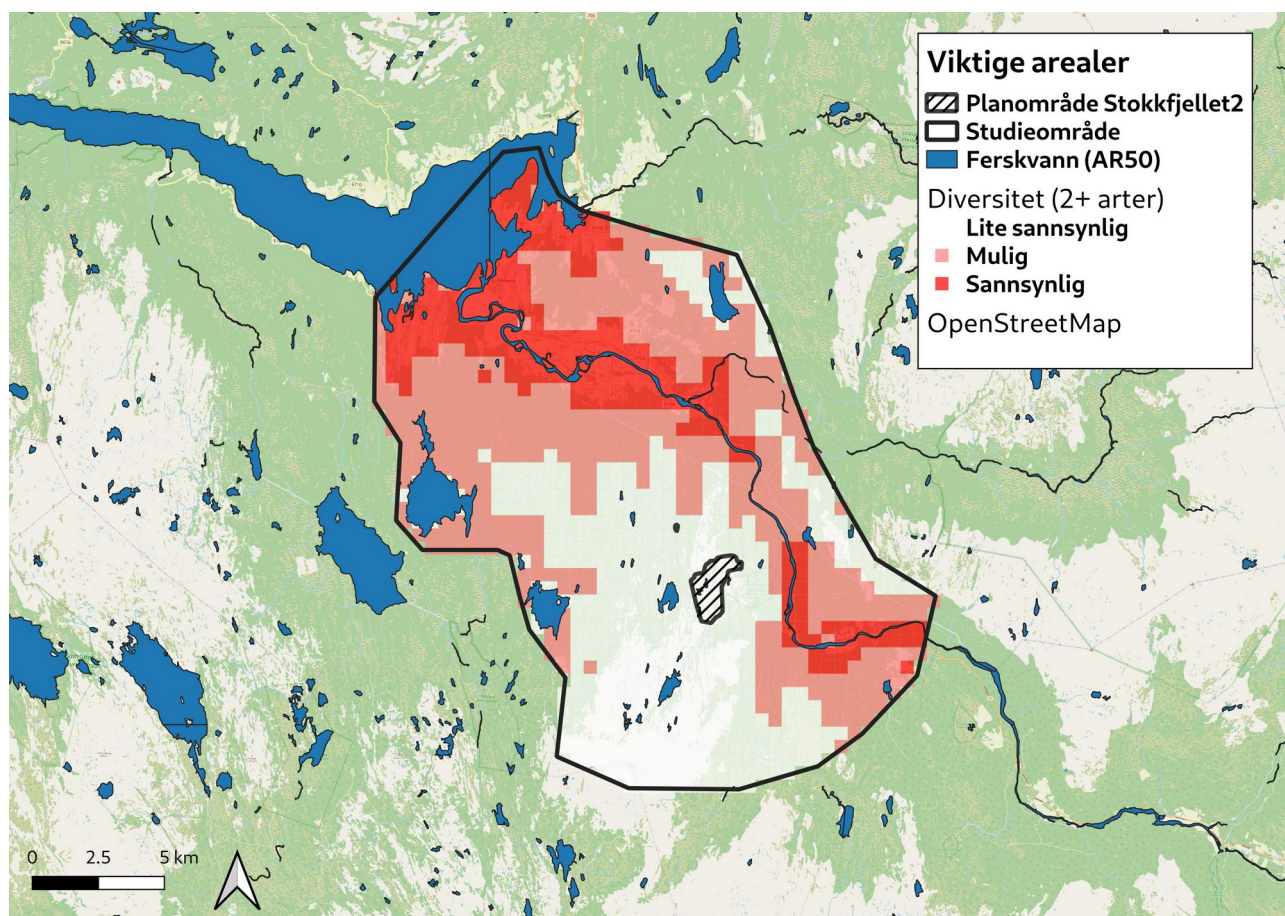 Viktige arealer
Planområde Stokkfjellet2
Studieområde
Ferskvann (AR50)
Diversitet (2+ arter)
Lite sannsynlig
Mulig
Sannsynlig
OpenStreetMap
705
0 2.5 5 km